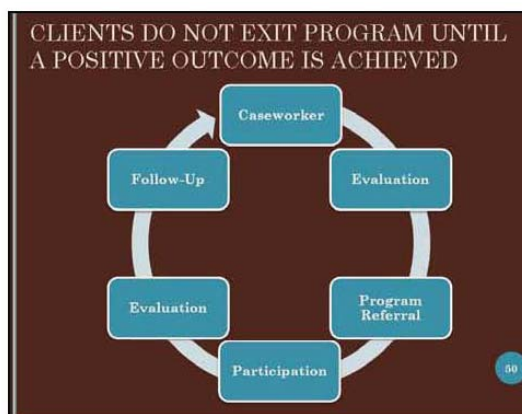 CLIENTS DO NOT EXIT PROGRAM UNTIL
A POSITIVE OUTCOME IS ACHIEVED
Caseworker
Evaluation
Program
Referral
Participation
Evaluation
Follow-Up
50